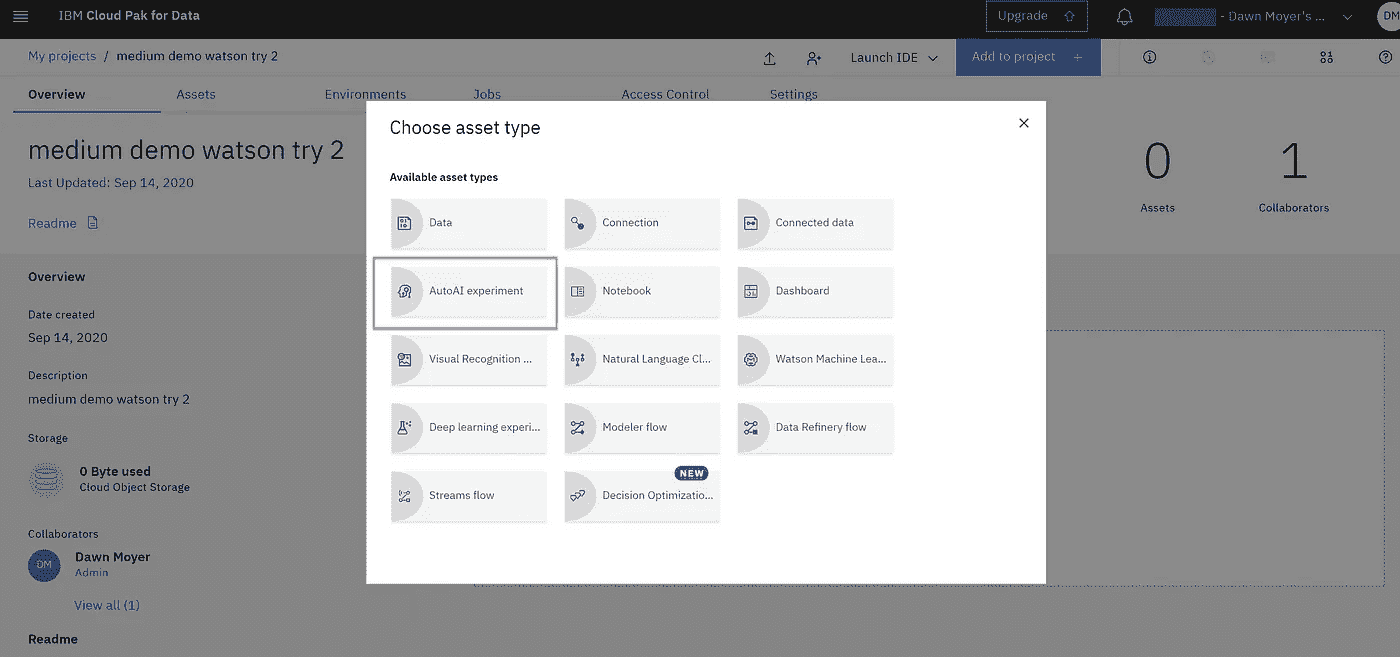 IBM Cloud Pak for Data
Upgrade
- Dawn Moyer's ...
DM
My projects / medium demo watson try 2
Launch IDE
Add to project +
Overview
Assets
Environments
Jobs
Access Control
Settings
medium demo watson try 2
Last Updated: Sep 14, 2020
Readme
0
Assets
1
Collaborators
Overview
Date created
Sep 14, 2020
Description
medium demo watson try 2
Storage
0 Byte used
Cloud Object Storage
Collaborators
DM
Dawn Moyer
Admin
View all (1)
Readme
Choose asset type
Available asset types
Data
Connection
Connected data
AutoAI experiment
Notebook
Dashboard
Visual Recognition ...
Natural Language Cl...
Watson Machine Lea...
Deep learning experi...
Modeler flow
Data Refinery flow
Streams flow
NEW
Decision Optimizatio...